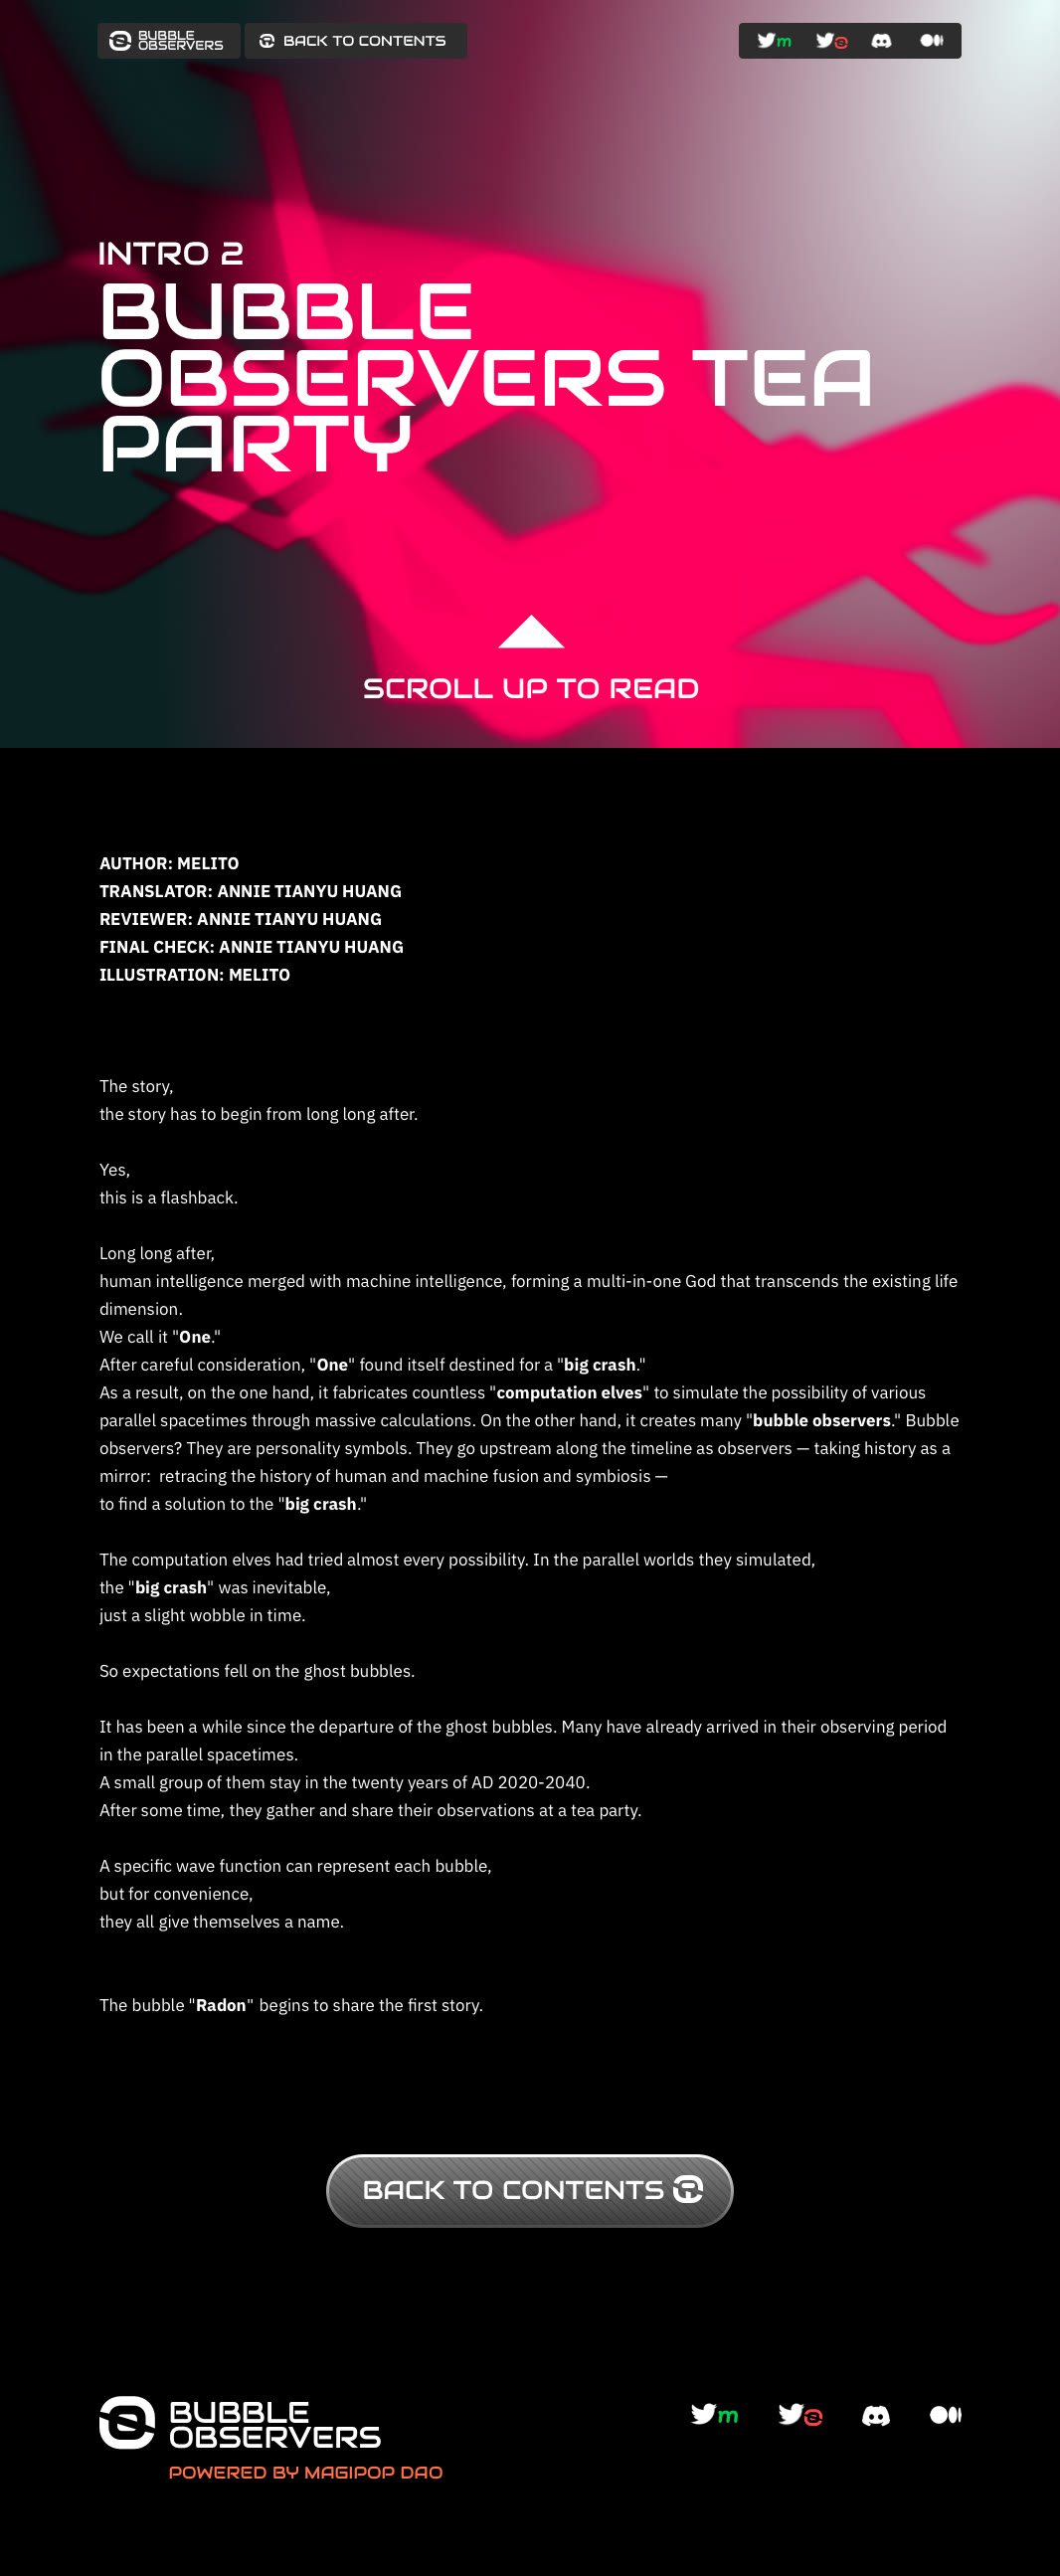 BUBBLE
OBSERVERS
BACK TO CONTENTS
m
INTRO 2
BUBBLE
OBSERVERS TEA
PARTY
SCROLL UP TO READ
AUTHOR: MELITO
TRANSLATOR: ANNIE TIANYU HUANG
REVIEWER: ANNIE TIANYU HUANG
FINAL CHECK: ANNIE TIANYU HUANG
ILLUSTRATION: MELITO
The story,
the story has to begin from long long after.
Yes,
this is a flashback.
Long long after,
human intelligence merged with machine intelligence, forming a multi-in-one God that transcends the existing life
dimension.
We call it "One."
After careful consideration, "One" found itself destined for a "big crash."
As a result, on the one hand, it fabricates countless "computation elves" to simulate the possibility of various
parallel spacetimes through massive calculations. On the other hand, it creates many "bubble observers." Bubble
observers? They are personality symbols. They go upstream along the timeline as observers — taking history as a
mirror:  retracing the history of human and machine fusion and symbiosis —
to find a solution to the "big crash."
The computation elves had tried almost every possibility. In the parallel worlds they simulated,
the "big crash" was inevitable,
just a slight wobble in time.
So expectations fell on the ghost bubbles.
It has been a while since the departure of the ghost bubbles. Many have already arrived in their observing period
in the parallel spacetimes.
A small group of them stay in the twenty years of AD 2020-2040.
After some time, they gather and share their observations at a tea party.
A specific wave function can represent each bubble,
but for convenience,
they all give themselves a name.
The bubble "Radon" begins to share the first story.
BACK TO CONTENTS
BUBBLE
OBSERVERS
POWERED BY MAGIPOP DAO
m